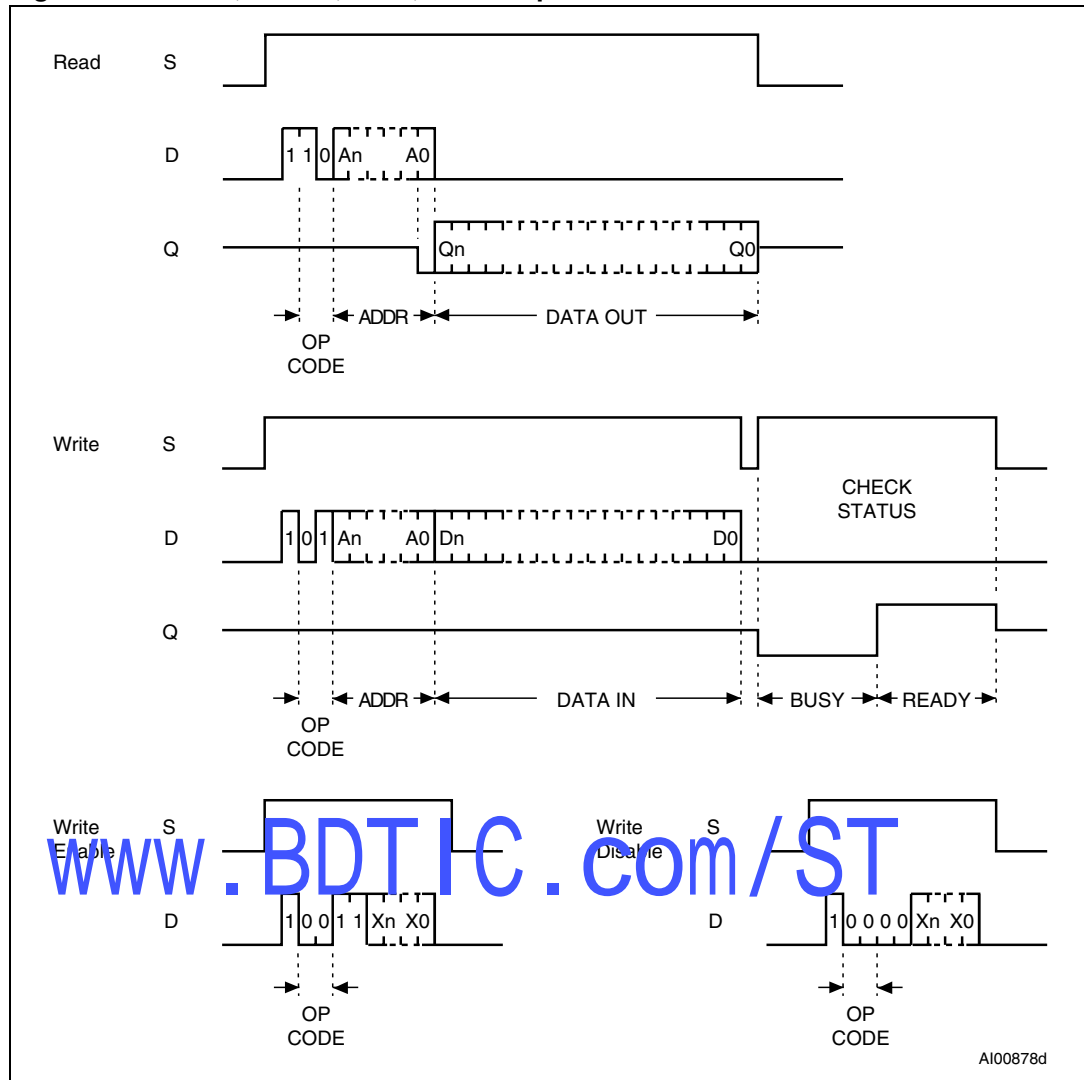 Read S
D 1 1 0 An A0
Q Qn Q0
ADDR DATA OUT
OP
CODE
Write S
CHECK
STATUS
D 1 0 1 An A0 Dn D0
Q
ADDR DATA IN BUSY READY
OP
CODE
Write S Write S
Enable Disable
www.BDTIC.com/ST
D 1 0 0 1 1 Xn X0 D 1 0 0 0 0 Xn X0
OP OP
CODE CODE
AI00878d